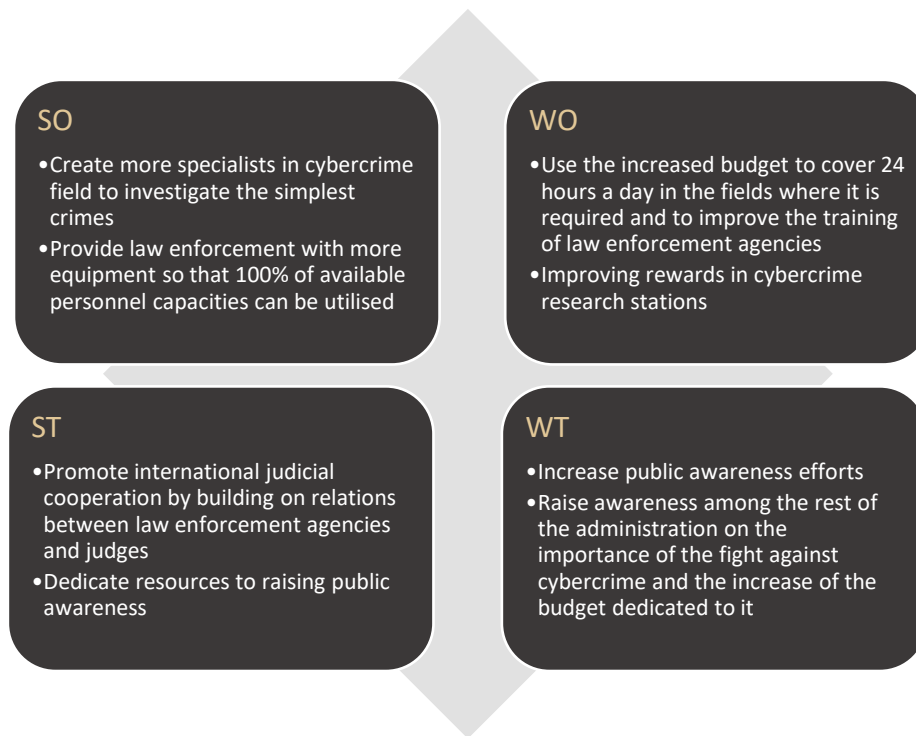 SO
•Create more specialists in cybercrime
field to investigate the simplest
crimes
•Provide law enforcement with more
equipment so that 100% of available
personnel capacities can be utilised
WO
•Use the increased budget to cover 24
hours a day in the fields where it is
required and to improve the training
of law enforcement agencies
•Improving rewards in cybercrime
research stations
ST
•Promote international judicial
cooperation by building on relations
between law enforcement agencies
and judges
•Dedicate resources to raising public
awareness
WT
•Increase public awareness efforts
•Raise awareness among the rest of
the administration on the
importance of the fight against
cybercrime and the increase of the
budget dedicated to it